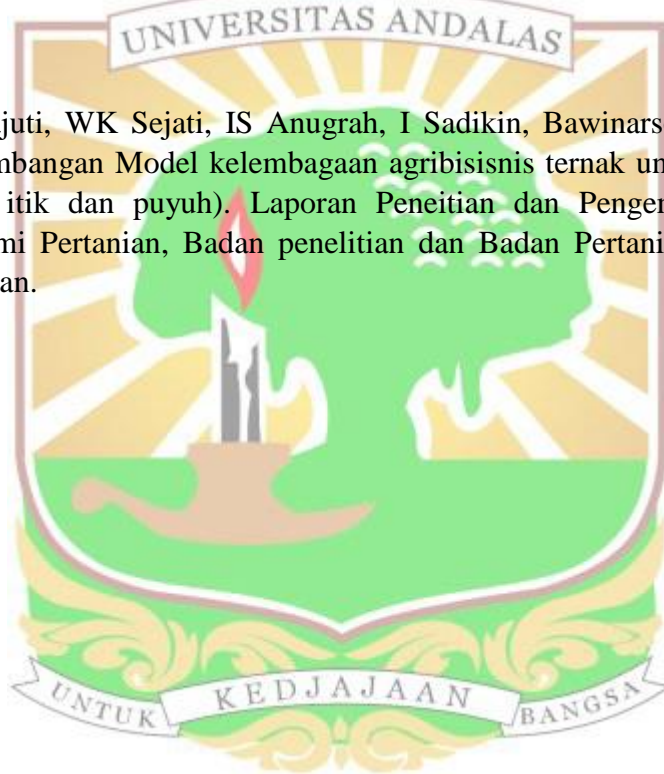 UNIVERSITAS ANDALAS
juti, WK Sejati, IS Anugrah, I Sadikin, Bawinars
mbangan Model kelembagaan agribisisnis ternak un
itik dan puyuh). Laporan Peneitian dan Penger
mi Pertanian, Badan penelitian dan Badan Pertani
an.
UNTUK KEDJAJAAN BANGSA